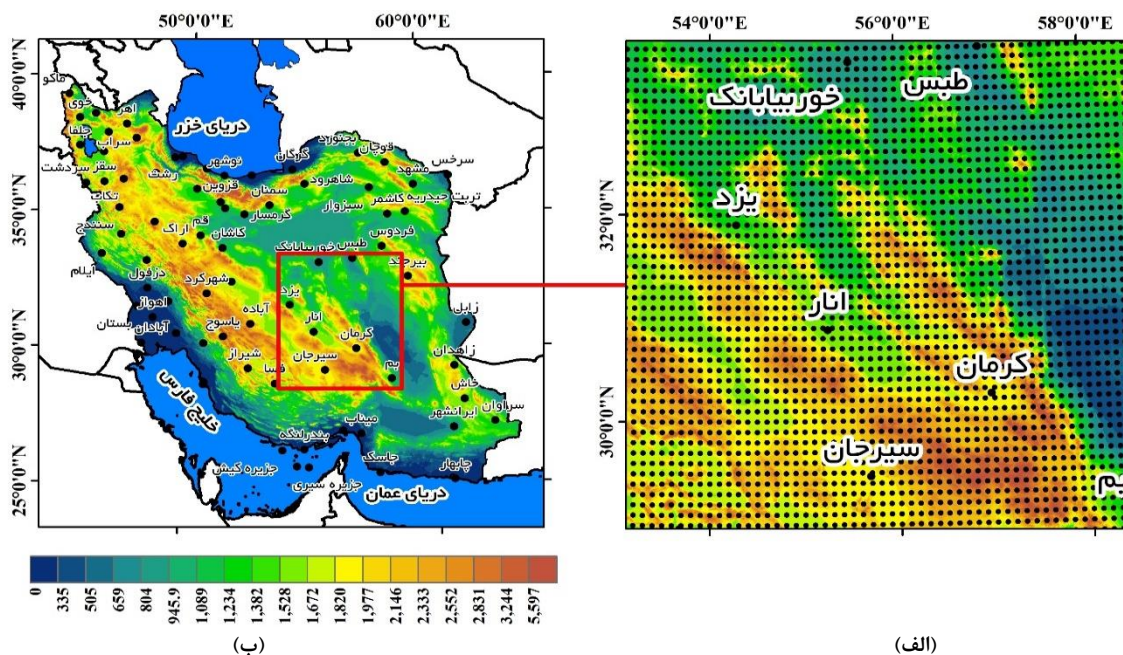 50°0'0"E
60°0'0"E
40°0'0"N
35°0'0"N
30°0'0"N
25°0'0"N
ماکو
خوی
اهر
جلفا
سراب
دریای خزر
رشت
نوشهر
گرگان
بجنورد
قوچان
سرخس
مشهد
سردشت
سقز
قزوین
سمنان
شاهرود
تربت حیدریه
کاشمر
سبزوار
تکاب
گرمسار
قم
سنندج
اراک
کاشان
فردوس
طبس
خوربیابانک
بیرجند
ایلام
دزفول
شهرکرد
یزد
اهواز
آباده
انار
زابل
بستان
آبادان
یاسوج
کرمان
شیراز
سیرجان
زاهدان
فسا
بم
خاش
سراوان
ایرانشهر
خلیج فارس
میناب
بندرلنگه
جاسک
جزیره کیش
چابهار
جزیره سیری
دریای عمان
0
335
505
659
804
945.9
1,089
1,234
1,382
1,528
1,672
1,820
1,977
2,146
2,333
2,552
2,831
3,244
5,597
(ب)
54°0'0"E
56°0'0"E
58°0'0"E
32°0'0"N
30°0'0"N
طبس
خوربیابانک
یزد
انار
کرمان
سیرجان
بم
(الف)